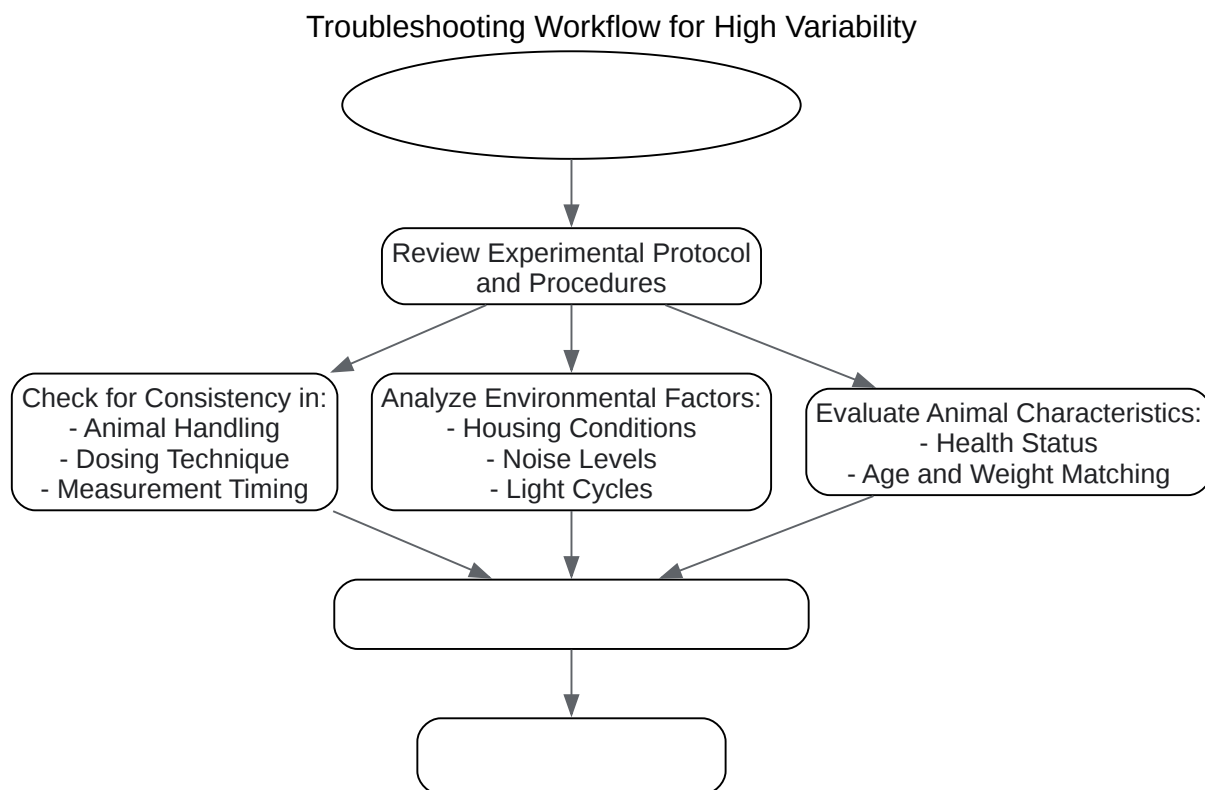 Troubleshooting Workflow for High Variability
Review Experimental Protocol
and Procedures
Check for Consistency in:
- Animal Handling
- Dosing Technique
- Measurement Timing
Analyze Environmental Factors:
- Housing Conditions
- Noise Levels
- Light Cycles
Evaluate Animal Characteristics:
- Health Status
- Age and Weight Matching